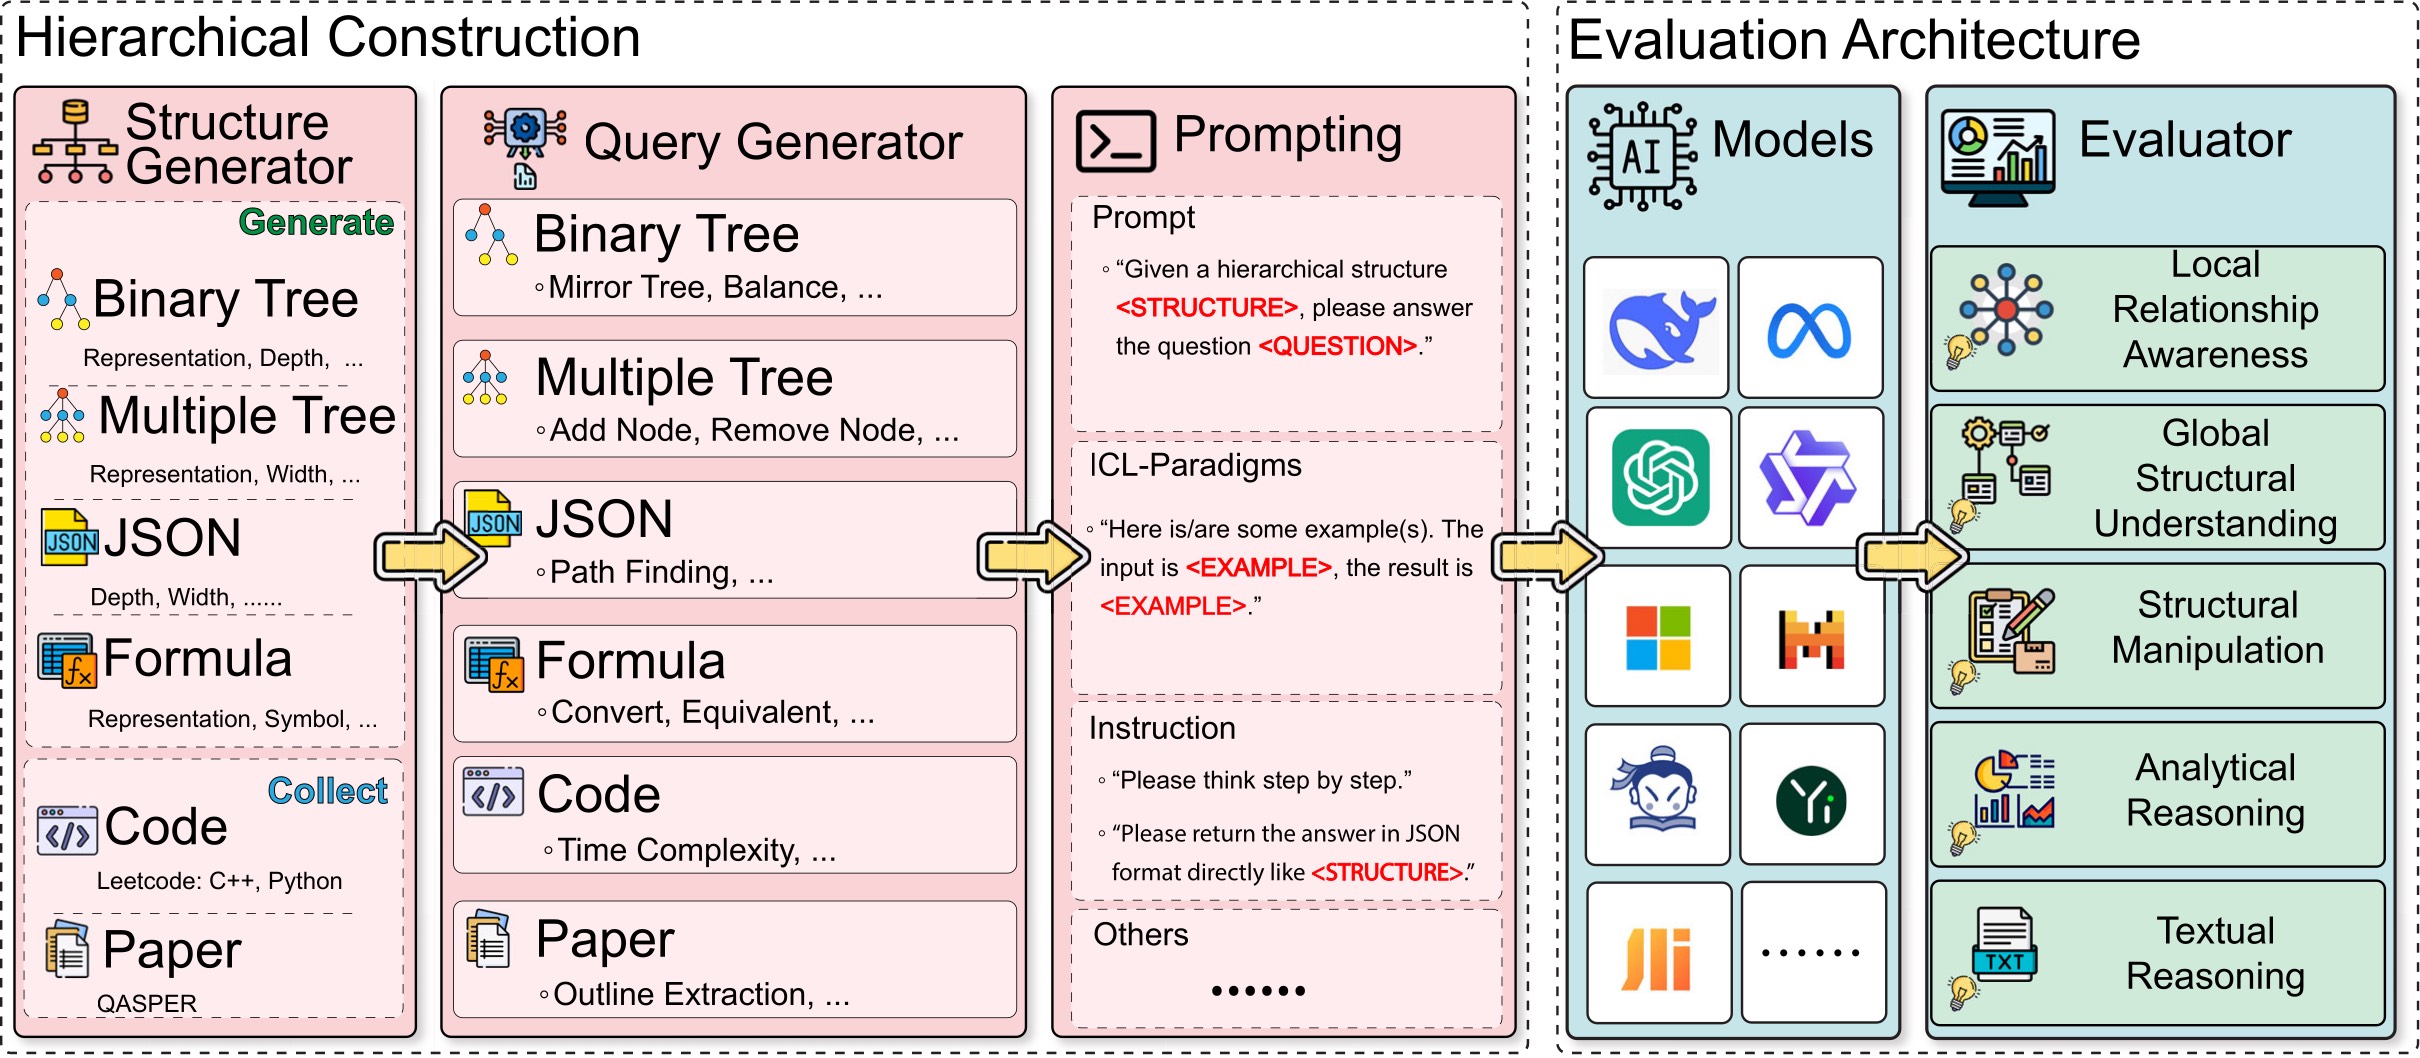 Hierarchical Construction
Structure
Generator
Generate
Binary Tree
Representation, Depth, ...
Multiple Tree
Representation, Width, ...
JSON
JSON
Depth, Width, ......
fx
Formula
Representation, Symbol, ...
Collect
</>
Code
Leetcode: C++, Python
Paper
QASPER
Query Generator
Binary Tree
◦Mirror Tree, Balance, ...
Multiple Tree
◦Add Node, Remove Node, ...
JSON
JSON
◦Path Finding, ...
fx
Formula
◦Convert, Equivalent, ...
</>
Code
◦Time Complexity, ...
Paper
◦Outline Extraction, ...
Prompting
Prompt
◦ “Given a hierarchical structure
<STRUCTURE>, please answer
the question <QUESTION>.”
ICL-Paradigms
◦ “Here is/are some example(s). The
input is <EXAMPLE>, the result is
<EXAMPLE>.”
Instruction
◦ “Please think step by step.”
◦ “Please return the answer in JSON
format directly like <STRUCTURE>.”
Others
••••••
Evaluation Architecture
AI
Models
Yi
......
Evaluator
Local
Relationship
Awareness
Global
Structural
Understanding
Structural
Manipulation
Analytical
Reasoning
TXT
Textual
Reasoning